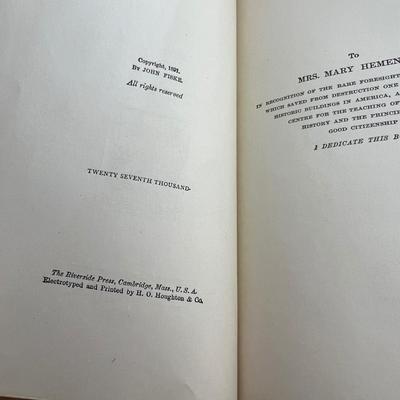 Copyright, 1891,
BY JOHN FISKE.
All rights reserved
TWENTY SEVENTH THOUSAND
The Riverside Press, Cambridge, Mass., U. S. A.
Electrotyped and Printed by H. O. Houghton & Co.
To
MRS. MARY HEMEN
IN RECOGNITION OF THE RARE FORESIGHT
WHICH SAVED FROM DESTRUCTION ONE
HISTORIC BUILDINGS IN AMERICA, A
CENTRE FOR THE TEACHING OF
HISTORY AND THE PRINCI
GOOD CITIZENSHIP
I DEDICATE THIS B